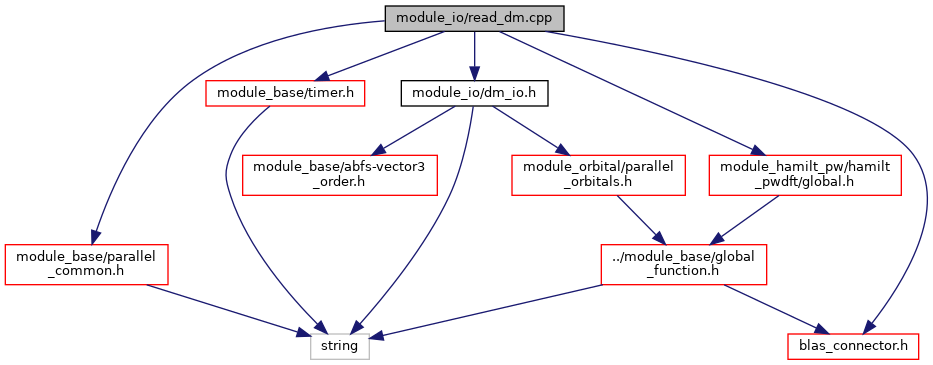 module_io/read_dm.cpp
module_base/timer.h
module_io/dm_io.h
module_base/abfs-vector3
_order.h
module_orbital/parallel
_orbitals.h
module_hamilt_pw/hamilt
_pwdft/global.h
module_base/parallel
_common.h
../module_base/global
_function.h
string
blas_connector.h